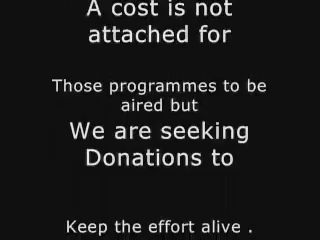 A cost is not
attached for
Those programmes to be
aired but
We are seeking
Donations to
Keep the effort alive .